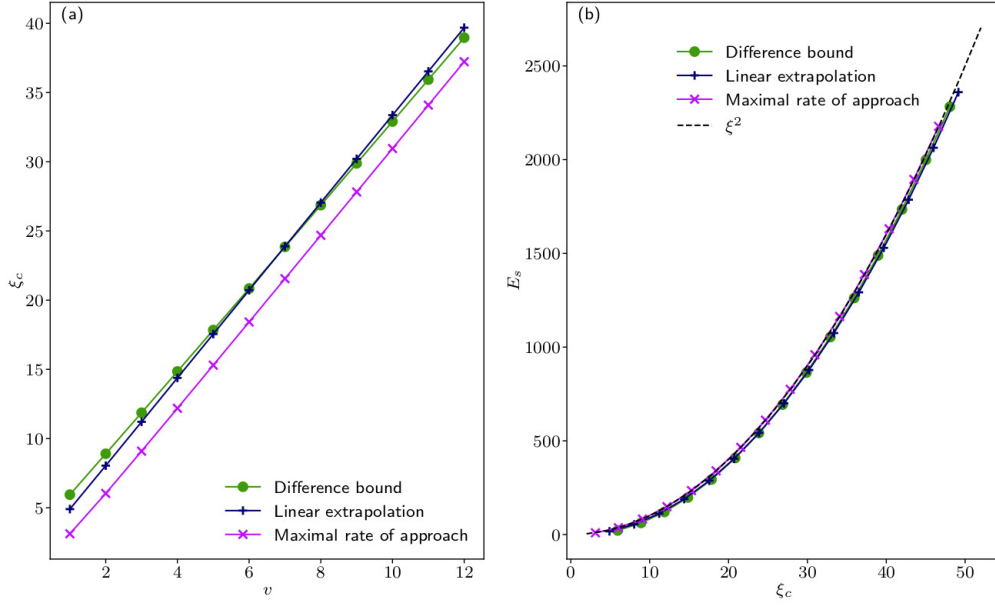 (a)
40
35
30
25
20
15
10
5
ξc
2
4
6
8
10
12
v
Difference bound
Linear extrapolation
Maximal rate of approach
(b)
2500
2000
1500
1000
500
0
Es
0
10
20
30
40
50
ξc
Difference bound
Linear extrapolation
Maximal rate of approach
ξ²